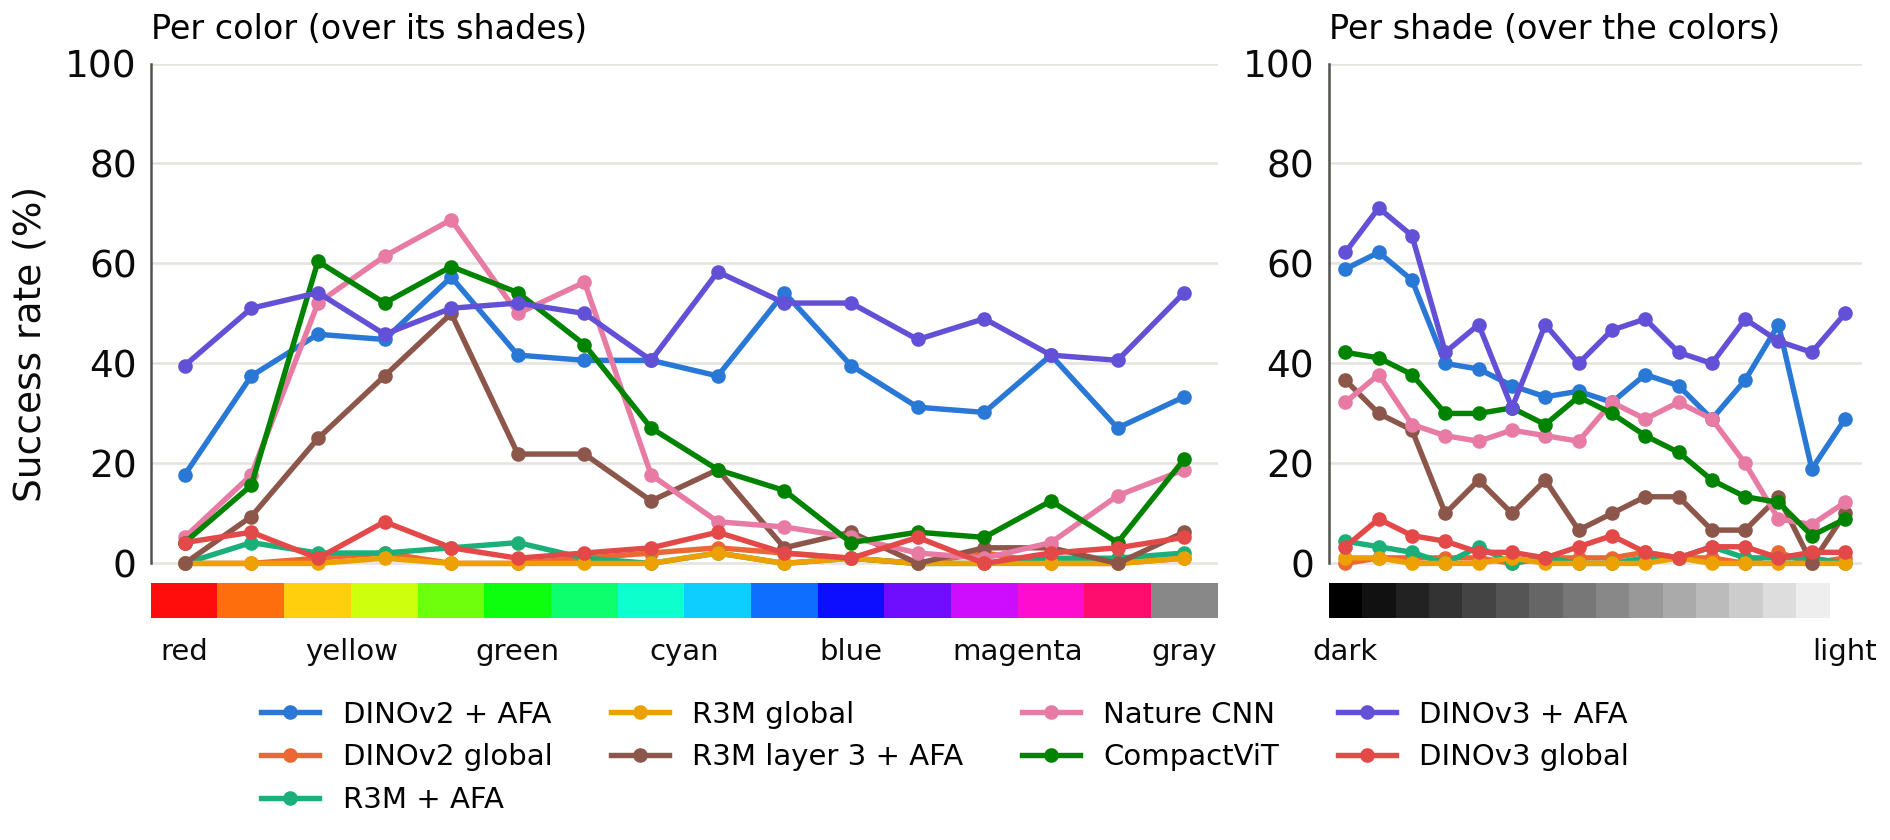 Per color (over its shades)
Per shade (over the colors)
Success rate (%)
100
80
60
40
20
0
100
80
60
40
20
0
red
yellow
green
cyan
blue
magenta
gray
dark
light
DINOv2 + AFA
DINOv2 global
R3M + AFA
R3M global
R3M layer 3 + AFA
Nature CNN
CompactViT
DINOv3 + AFA
DINOv3 global